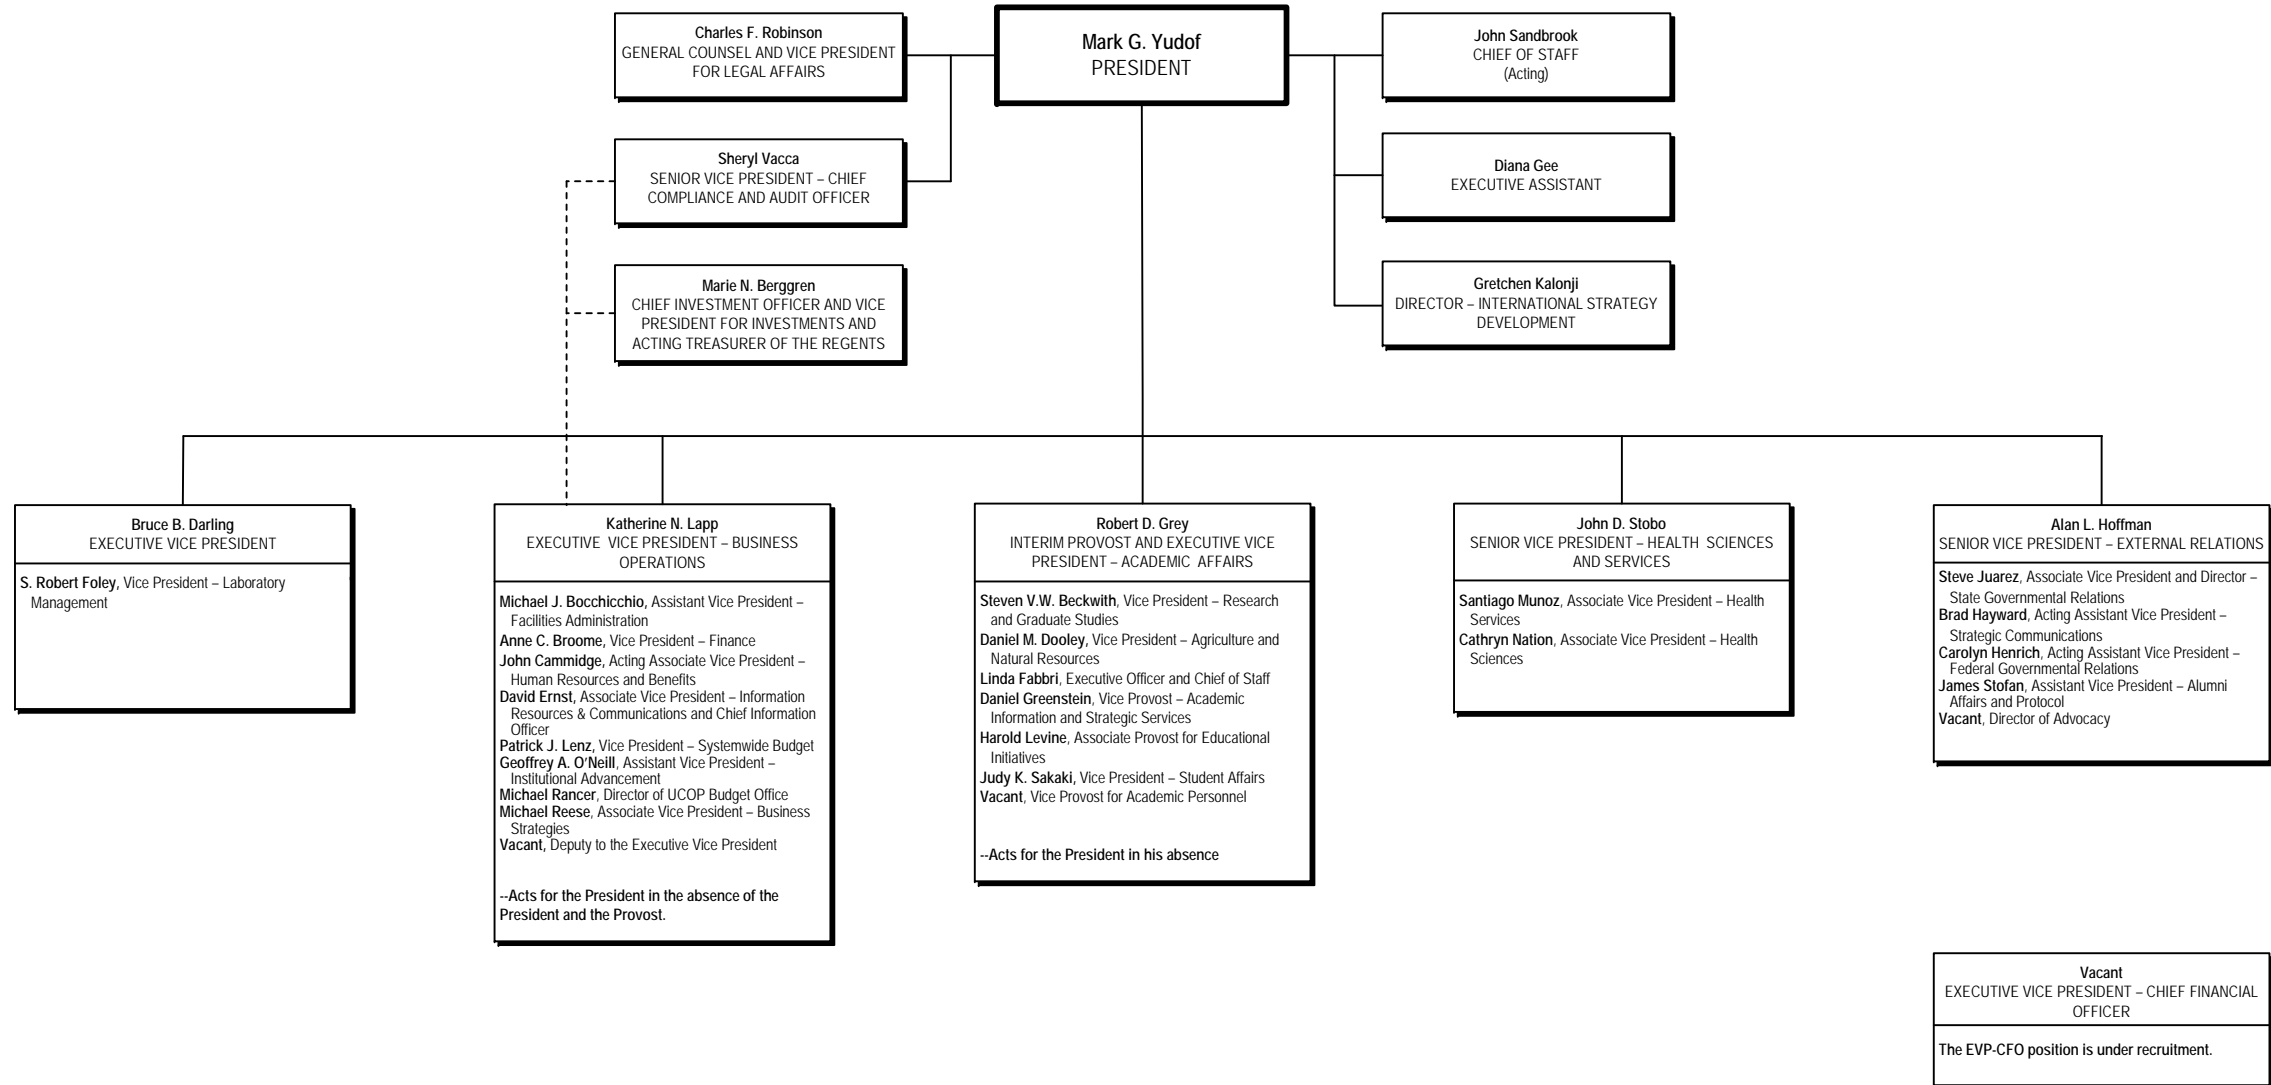 Charles F. Robinson
GENERAL COUNSEL AND VICE PRESIDENT
FOR LEGAL AFFAIRS
Mark G. Yudof
PRESIDENT
John Sandbrook
CHIEF OF STAFF
(Acting)
Sheryl Vacca
SENIOR VICE PRESIDENT – CHIEF
COMPLIANCE AND AUDIT OFFICER
Diana Gee
EXECUTIVE ASSISTANT
Marie N. Berggren
CHIEF INVESTMENT OFFICER AND VICE
PRESIDENT FOR INVESTMENTS AND
ACTING TREASURER OF THE REGENTS
Gretchen Kalonji
DIRECTOR – INTERNATIONAL STRATEGY
DEVELOPMENT
Bruce B. Darling
EXECUTIVE VICE PRESIDENT
S. Robert Foley, Vice President – Laboratory
Management
Katherine N. Lapp
EXECUTIVE VICE PRESIDENT – BUSINESS
OPERATIONS
Michael J. Bocchicchio, Assistant Vice President –
Facilities Administration
Anne C. Broome, Vice President – Finance
John Cammidge, Acting Associate Vice President –
Human Resources and Benefits
David Ernst, Associate Vice President – Information
Resources & Communications and Chief Information
Officer
Patrick J. Lenz, Vice President – Systemwide Budget
Geoffrey A. O'Neill, Assistant Vice President –
Institutional Advancement
Michael Rancer, Director of UCOP Budget Office
Michael Reese, Associate Vice President – Business
Strategies
Vacant, Deputy to the Executive Vice President
--Acts for the President in the absence of the
President and the Provost.
Robert D. Grey
INTERIM PROVOST AND EXECUTIVE VICE
PRESIDENT – ACADEMIC AFFAIRS
Steven V.W. Beckwith, Vice President – Research
and Graduate Studies
Daniel M. Dooley, Vice President – Agriculture and
Natural Resources
Linda Fabbri, Executive Officer and Chief of Staff
Daniel Greenstein, Vice Provost – Academic
Information and Strategic Services
Harold Levine, Associate Provost for Educational
Initiatives
Judy K. Sakaki, Vice President – Student Affairs
Vacant, Vice Provost for Academic Personnel
--Acts for the President in his absence
John D. Stobo
SENIOR VICE PRESIDENT – HEALTH SCIENCES
AND SERVICES
Santiago Munoz, Associate Vice President – Health
Services
Cathryn Nation, Associate Vice President – Health
Sciences
Alan L. Hoffman
SENIOR VICE PRESIDENT – EXTERNAL RELATIONS
Steve Juarez, Associate Vice President and Director –
State Governmental Relations
Brad Hayward, Acting Assistant Vice President –
Strategic Communications
Carolyn Henrich, Acting Assistant Vice President –
Federal Governmental Relations
James Stofan, Assistant Vice President – Alumni
Affairs and Protocol
Vacant, Director of Advocacy
Vacant
EXECUTIVE VICE PRESIDENT – CHIEF FINANCIAL
OFFICER
The EVP-CFO position is under recruitment.